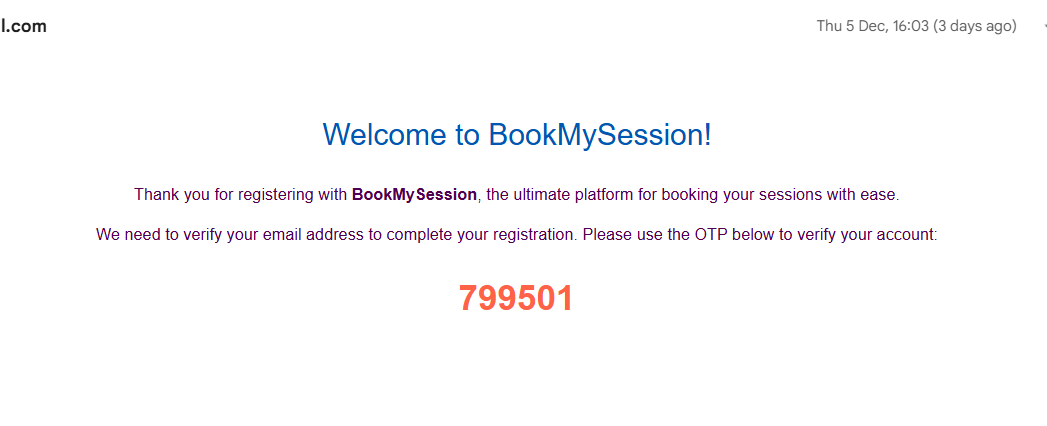 l.com
Thu 5 Dec, 16:03 (3 days ago)
Welcome to BookMySession!
Thank you for registering with BookMySession, the ultimate platform for booking your sessions with ease.
We need to verify your email address to complete your registration. Please use the OTP below to verify your account:
799501